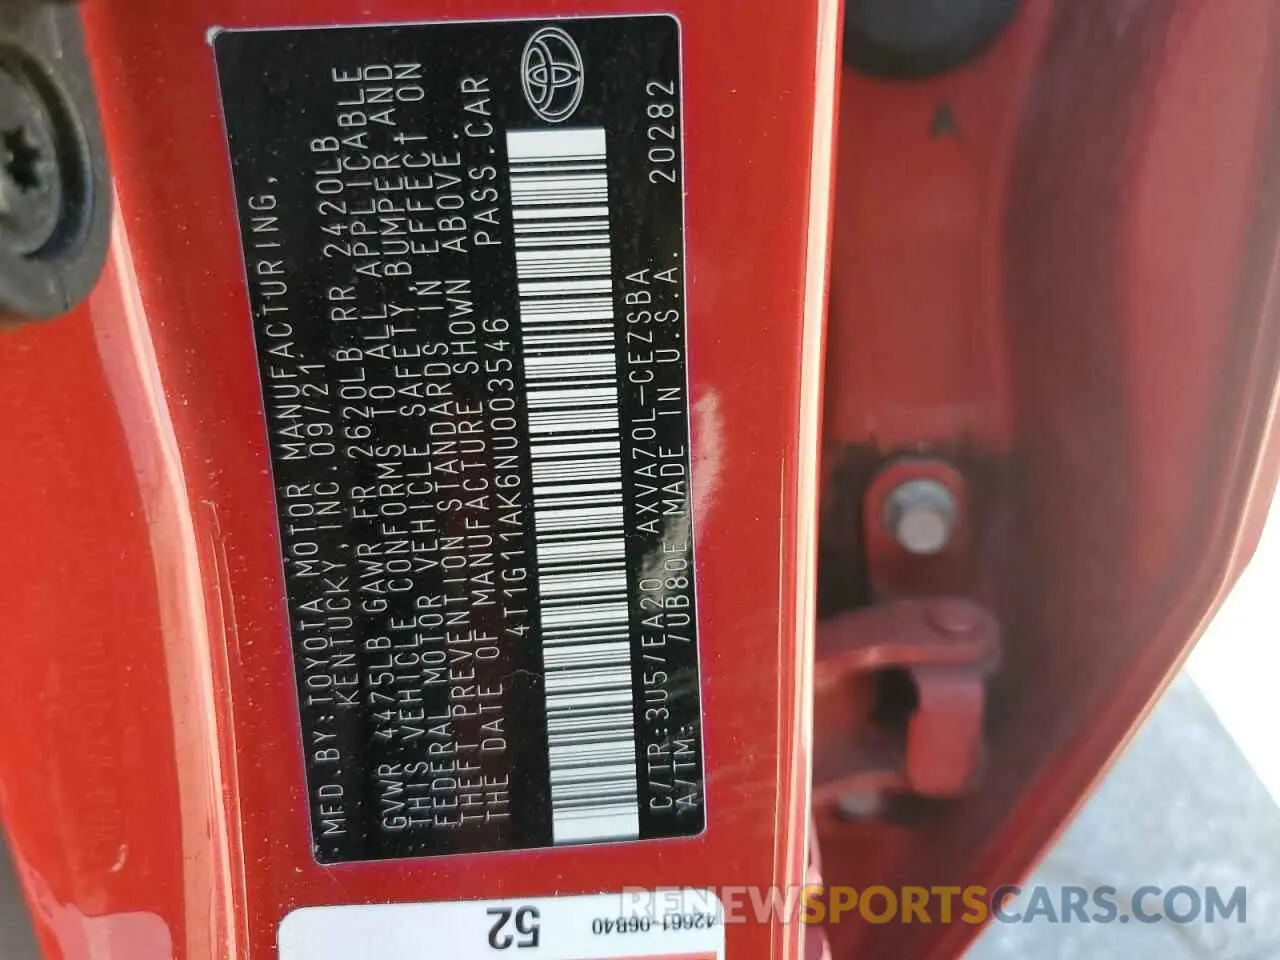 MFD.BY:TOYOTA MOTOR MANUFACTURING,
KENTUCKY,INC.09/21
GVWR 4475LB GAWR FR 2620LB RR 2420LB
THIS VEHICLE CONFORMS TO ALL APPLICABLE
FEDERAL MOTOR VEHICLE SAFETY,BUMPER,AND
THEFT PREVENTION STANDARDS IN EFFECT ON
THE DATE OF MANUFACTURE SHOWN ABOVE.
4T1G11AK6NU003546 PASS.CAR
C/TR:3U5/EA20 AXVA70L-CEZSBA
A/TM: /UB80E MADE IN U.S.A. 20282
A
52
42661-06B40
RENEWSPORTSCARS.COM